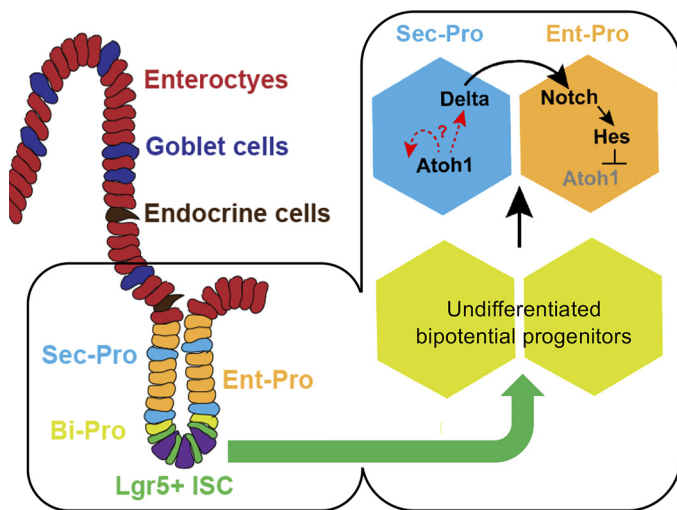 Enteroctyes
Goblet cells
Endocrine cells
Sec-Pro
Ent-Pro
Bi-Pro
Lgr5+ ISC
Sec-Pro
Ent-Pro
Delta
Notch
?
Hes
Atoh1
Atoh1
Undifferentiated
bipotential progenitors